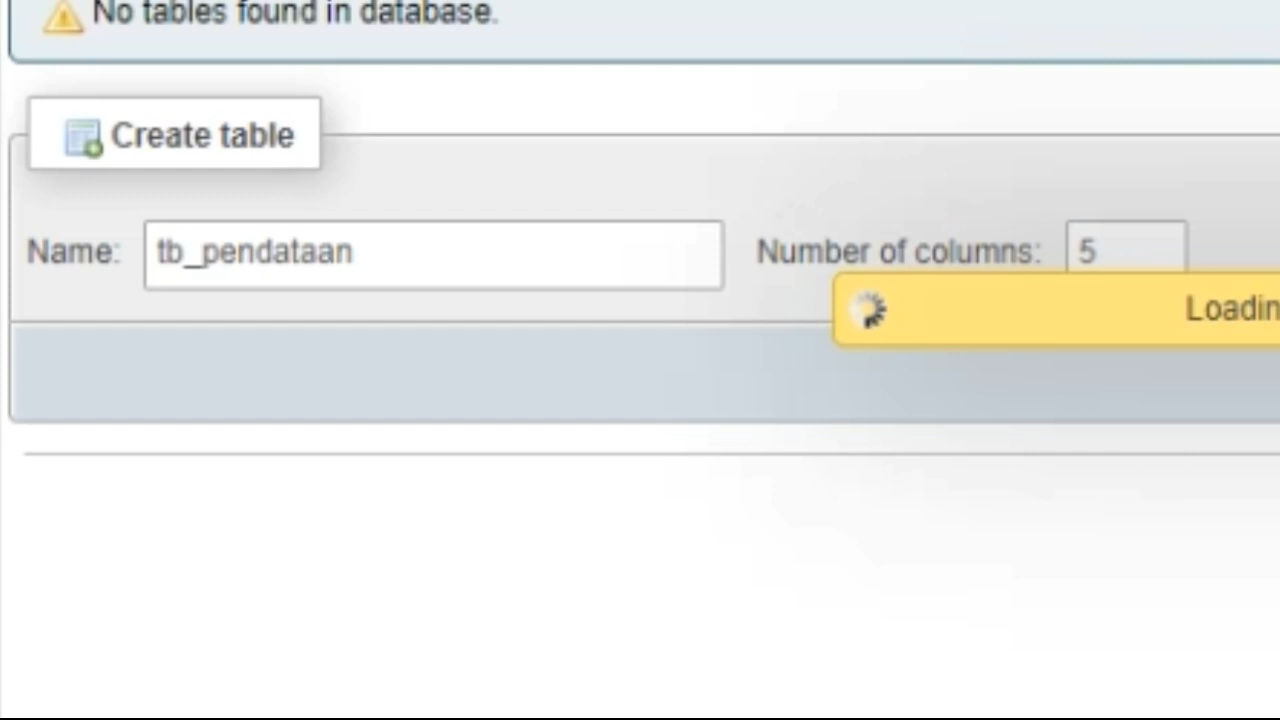 No tables found in database.
Create table
Name: tb_pendataan Number of columns: 5
Loadin